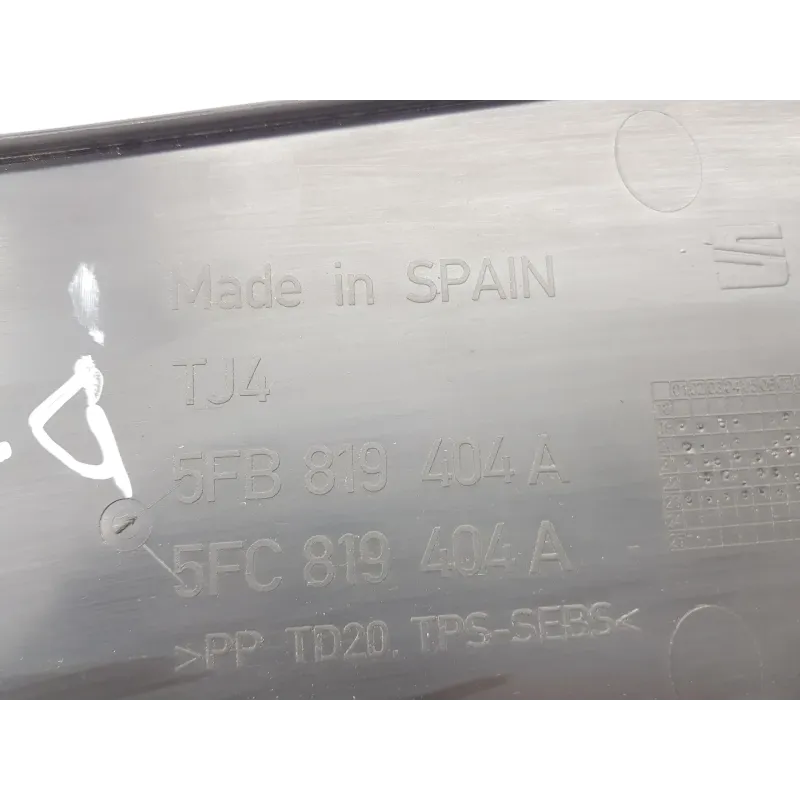 Made in SPAIN
TJ4
5FB 819 404 A
5FC 819 404 A
>PP TD20, TPS-SEBS<